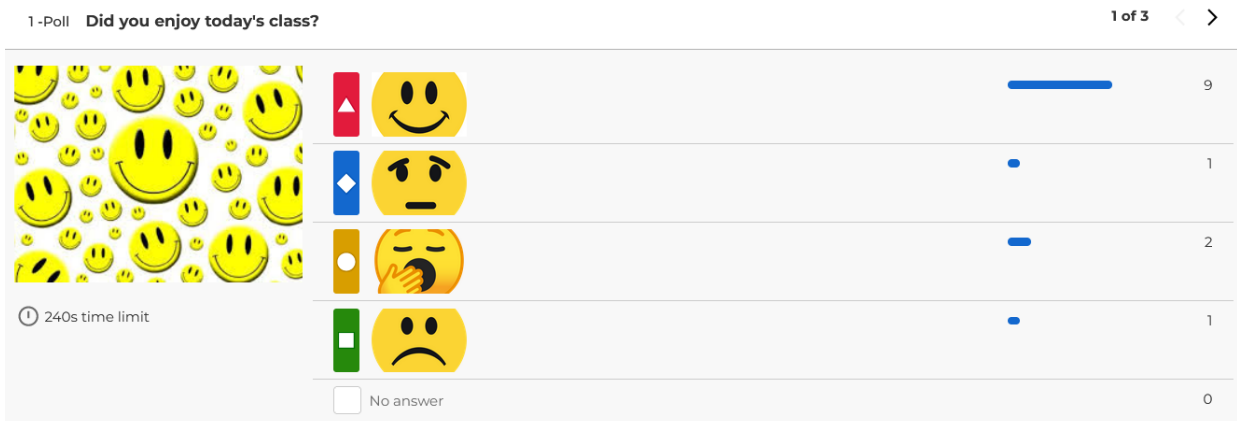 1 -Poll Did you enjoy today's class? 1 of 3
9
1
2
240s time limit
1
No answer 0